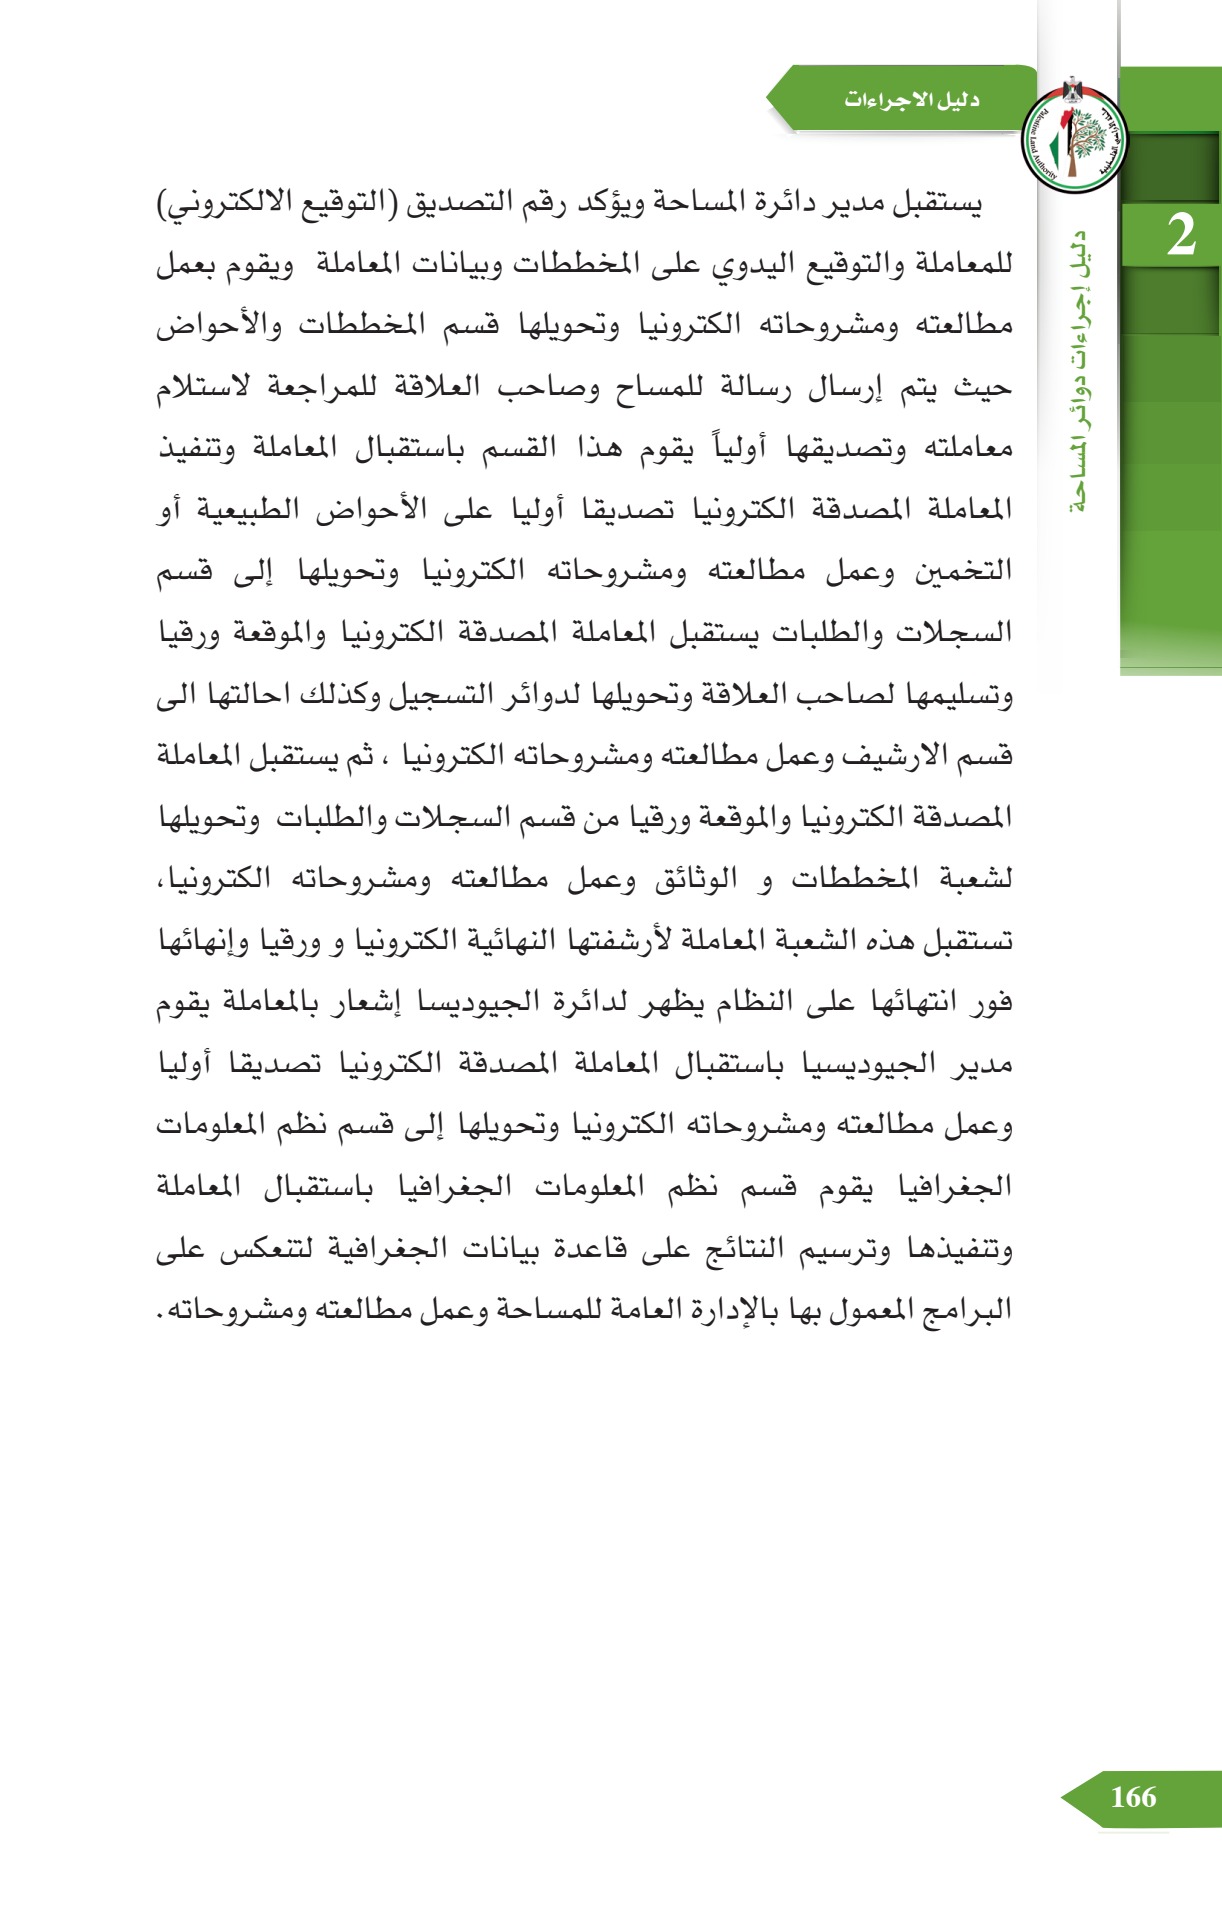 دليل الاجراءات
Palestine Land Authority
2
دليل إجراءات دوائر المساحة
يستقبل مدير دائرة المساحة ويؤكد رقم التصديق (التوقيع الالكتروني)
للمعاملة والتوقيع اليدوي على المخططات وبيانات المعاملة ويقوم بعمل
مطالعته ومشروحاته الكترونيا وتحويلها قسم المخططات والأحواض
حيث يتم إرسال رسالة للمساح وصاحب العلاقة للمراجعة لاستلام
معاملته وتصديقها أولياً يقوم هذا القسم باستقبال المعاملة وتنفيذ
المعاملة المصدقة الكترونيا تصديقا أوليا على الأحواض الطبيعية أو
التخمين وعمل مطالعته ومشروحاته الكترونيا وتحويلها إلى قسم
السجلات والطلبات يستقبل المعاملة المصدقة الكترونيا والموقعة ورقيا
وتسليمها لصاحب العلاقة وتحويلها لدوائر التسجيل وكذلك احالتها الى
قسم الارشيف وعمل مطالعته ومشروحاته الكترونيا ، ثم يستقبل المعاملة
المصدقة الكترونيا والموقعة ورقيا من قسم السجلات والطلبات وتحويلها
لشعبة المخططات و الوثائق وعمل مطالعته ومشروحاته الكترونيا،
تستقبل هذه الشعبة المعاملة لأرشفتها النهائية الكترونيا و ورقيا وإنهائها
فور انتهائها على النظام يظهر لدائرة الجيوديسا إشعار بالمعاملة يقوم
مدير الجيوديسيا باستقبال المعاملة المصدقة الكترونيا تصديقا أوليا
وعمل مطالعته ومشروحاته الكترونيا وتحويلها إلى قسم نظم المعلومات
الجغرافيا يقوم قسم نظم المعلومات الجغرافيا باستقبال المعاملة
وتنفيذها وترسيم النتائج على قاعدة بيانات الجغرافية لتنعكس على
البرامج المعمول بها بالإدارة العامة للمساحة وعمل مطالعته ومشروحاته.
166